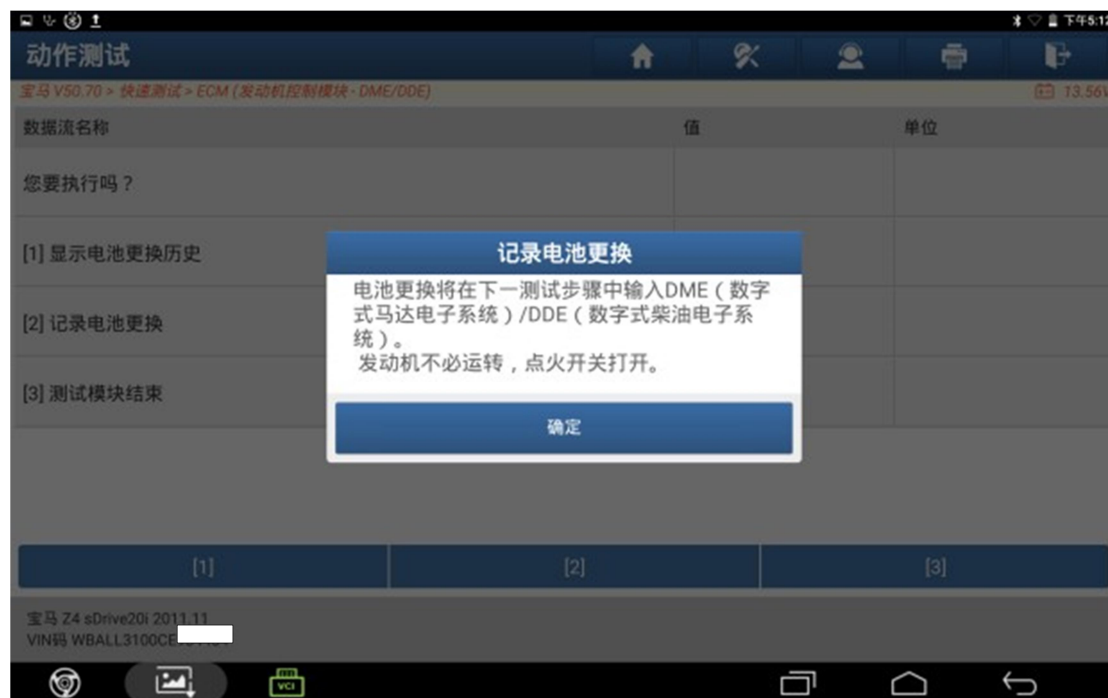 下午5:12
动作测试
宝马 V50.70 > 快速测试 > ECM (发动机控制模块 - DME/DDE)
13.56V
数据流名称 值 单位
您要执行吗？
[1] 显示电池更换历史
[2] 记录电池更换
[3] 测试模块结束
记录电池更换
电池更换将在下一测试步骤中输入DME（数字
式马达电子系统）/DDE（数字式柴油电子系
统）。
发动机不必运转，点火开关打开。
确定
[1] [2] [3]
宝马 Z4 sDrive20i 2011.11
VIN码 WBALL3100CE
VCI